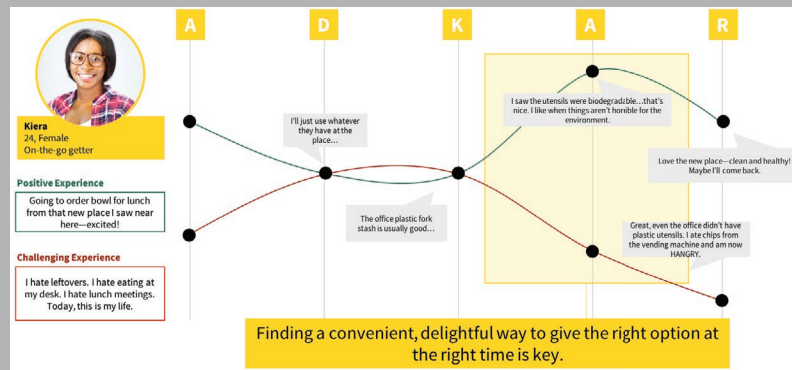 A
D
K
A
R
Kiera
24, Female
On-the-go getter
Positive Experience
Going to order bowl for lunch
from that new place I saw near
here—excited!
Challenging Experience
I hate leftovers. I hate eating at
my desk. I hate lunch meetings.
Today, this is my life.
I'll just use whatever
they have at the
place...
The office plastic fork
stash is usually good...
I saw the utensils were biodegradable...that's
nice. I like when things aren't horrible for the
environment.
Love the new place—clean and healthy!
Maybe I'll come back.
Great, even the office didn't have
plastic utensils. I ate chips from
the vending machine and am now
HANGRY.
Finding a convenient, delightful way to give the right option at
the right time is key.